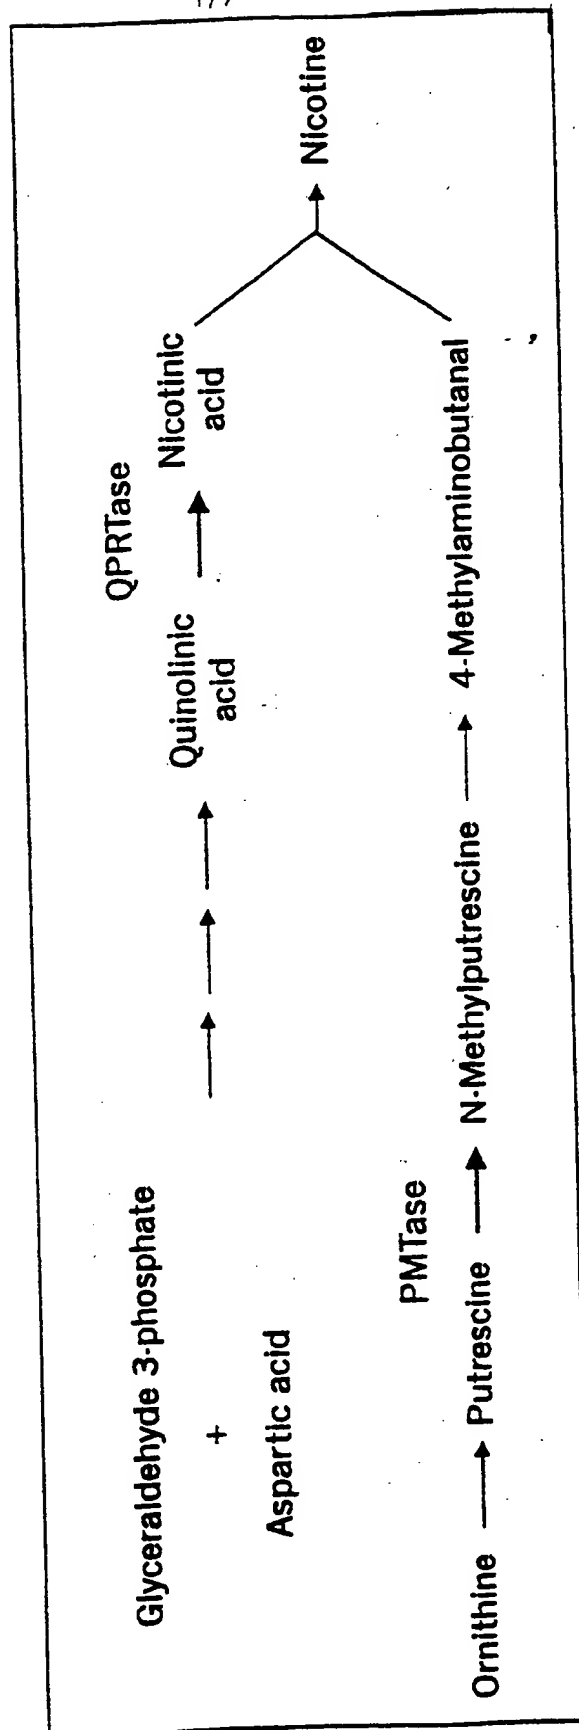 Glyceraldehyde 3-phosphate
+
Aspartic acid
QPRTase
Quinolinic
acid
Nicotinic
acid
Nicotine
PMTase
Ornithine
Putrescine
N-Methylputrescine
4-Methylaminobutanal